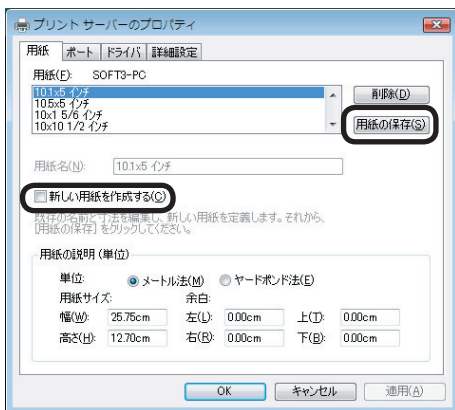 プリント サーバーのプロパティ
用紙 ポート ドライバ 詳細設定
用紙(F): SOFT3-PC
10.1x5 インチ
10.5x5 インチ
10x1 5/6 インチ
10x10 1/2 インチ
削除(D)
用紙の保存(S)
用紙名(N): 10.1x5 インチ
新しい用紙を作成する(C)
既存の名前と寸法を編集し、新しい用紙を定義します。それから、
[用紙の保存] をクリックしてください。
用紙の説明 (単位)
単位: メートル法(M) ヤードポンド法(E)
用紙サイズ: 余白:
幅(W): 25.75cm 左(L): 0.00cm 上(T): 0.00cm
高さ(H): 12.70cm 右(R): 0.00cm 下(B): 0.00cm
OK キャンセル 適用(A)